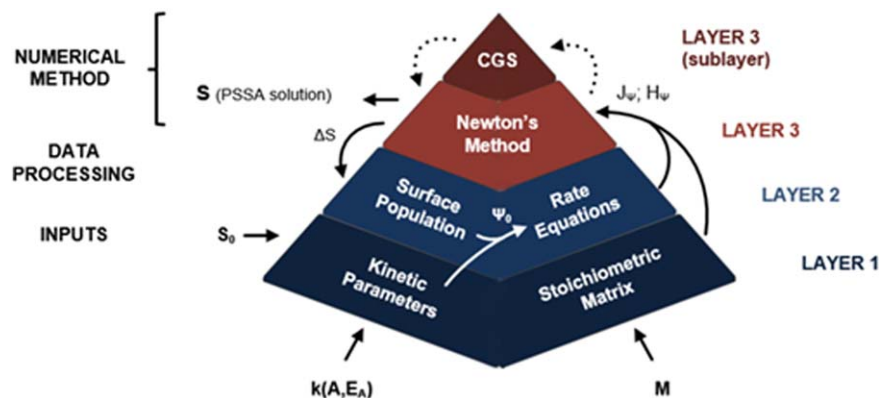 NUMERICAL
METHOD
DATA
PROCESSING
INPUTS
S (PSSA solution)
ΔS
S₀
CGS
Newton's
Method
Surface
Population
Ψ₀
Rate
Equations
Kinetic
Parameters
Stoichiometric
Matrix
k(A,Eᴀ)
M
J_Ψ; H_Ψ
LAYER 3
(sublayer)
LAYER 3
LAYER 2
LAYER 1